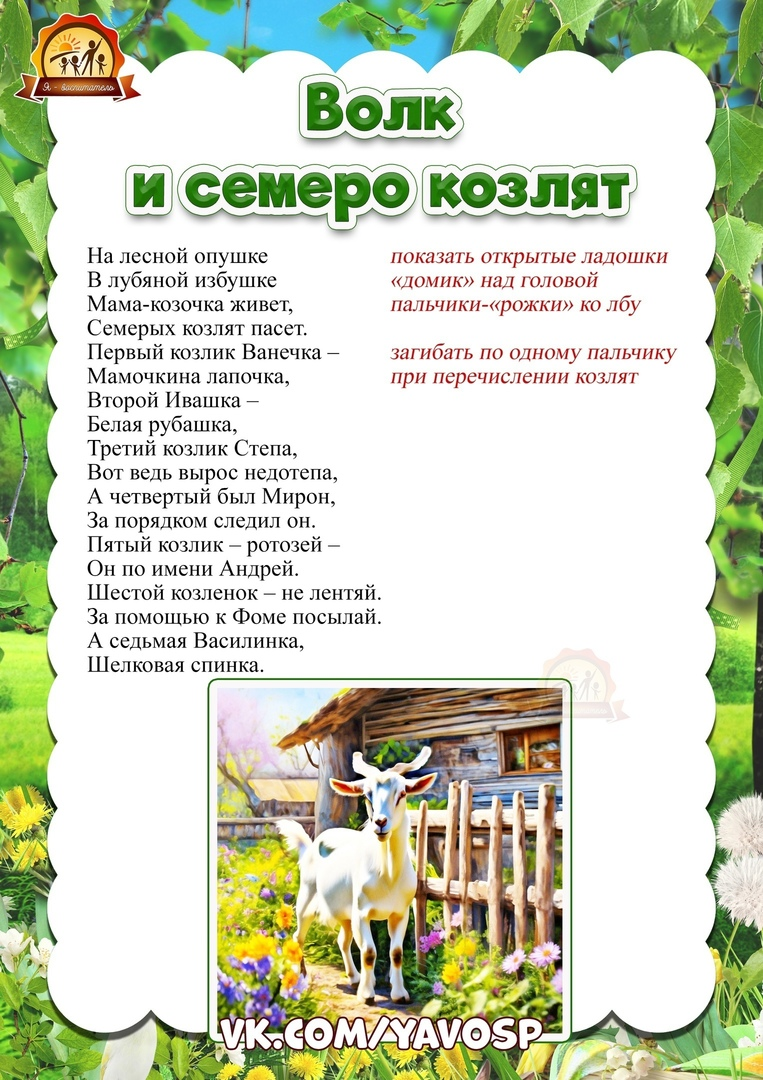 Я - воспитатель
Волк
и семеро козлят
На лесной опушке показать открытые ладошки
В лубяной избушке «домик» над головой
Мама-козочка живет, пальчики-«рожки» ко лбу
Семерых козлят пасет.
Первый козлик Ванечка – загибать по одному пальчику
Мамочкина лапочка, при перечислении козлят
Второй Ивашка –
Белая рубашка,
Третий козлик Степа,
Вот ведь вырос недотепа,
А четвертый был Мирон,
За порядком следил он.
Пятый козлик – ротозей –
Он по имени Андрей.
Шестой козленок – не лентяй.
За помощью к Фоме посылай.
А седьмая Василинка,
Шелковая спинка.
VK.COM/YAVOSP